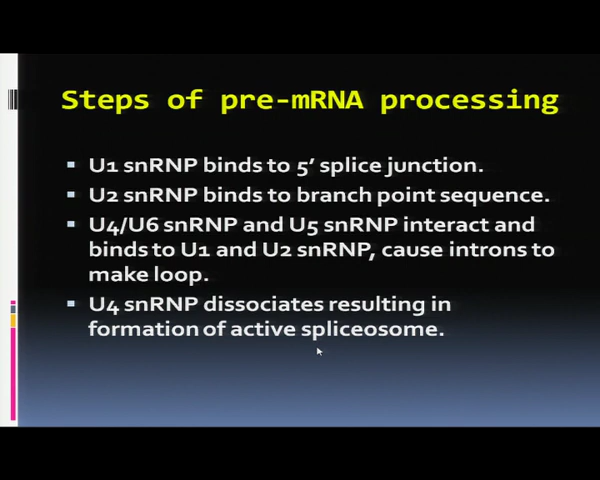 Steps of pre-mRNA processing
U1 snRNP binds to 5’ splice junction.
U2 snRNP binds to branch point sequence.
U4/U6 snRNP and U5 snRNP interact and
binds to U1 and U2 snRNP, cause introns to
make loop.
U4 snRNP dissociates resulting in
formation of active spliceosome.